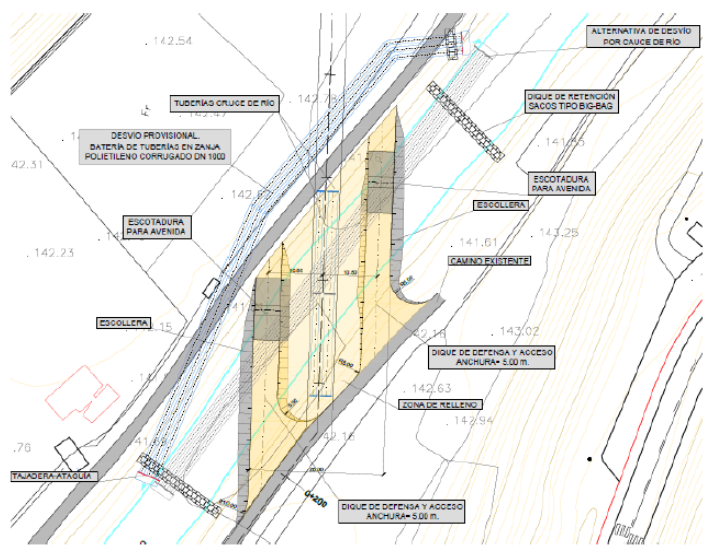 ALTERNATIVA DE DESVÍO
POR CAUCE DE RÍO
142.54
TUBERÍAS CRUCE DE RÍO
DIQUE DE RETENCIÓN
SACOS TIPO BIG-BAG
DESVIO PROVISIONAL.
BATERÍA DE TUBERÍAS EN ZANJA
POLIETILENO CORRUGADO DN 1000
42.31
ESCOTADURA
PARA AVENIDA
ESCOLLERA
ESCOTADURA
PARA AVENIDA
142.23
141.61
143.25
CAMINO EXISTENTE
ESCOLLERA
143.02
DIQUE DE DEFENSA Y ACCESO
ANCHURA= 5.00 m.
142.63
ZONA DE RELLENO
142.94
.76
TAJADERA-ATAGUÍA
0+200
DIQUE DE DEFENSA Y ACCESO
ANCHURA= 5.00 m.